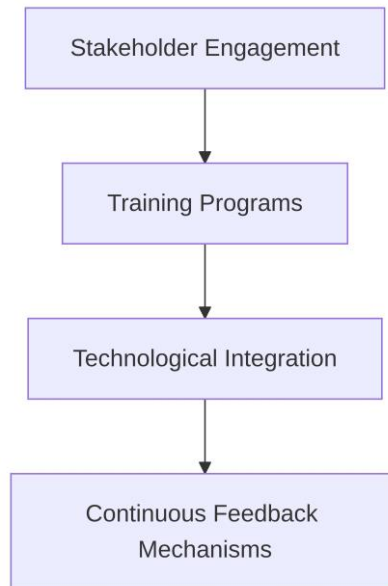 Stakeholder Engagement
Training Programs
Technological Integration
Continuous Feedback
Mechanisms